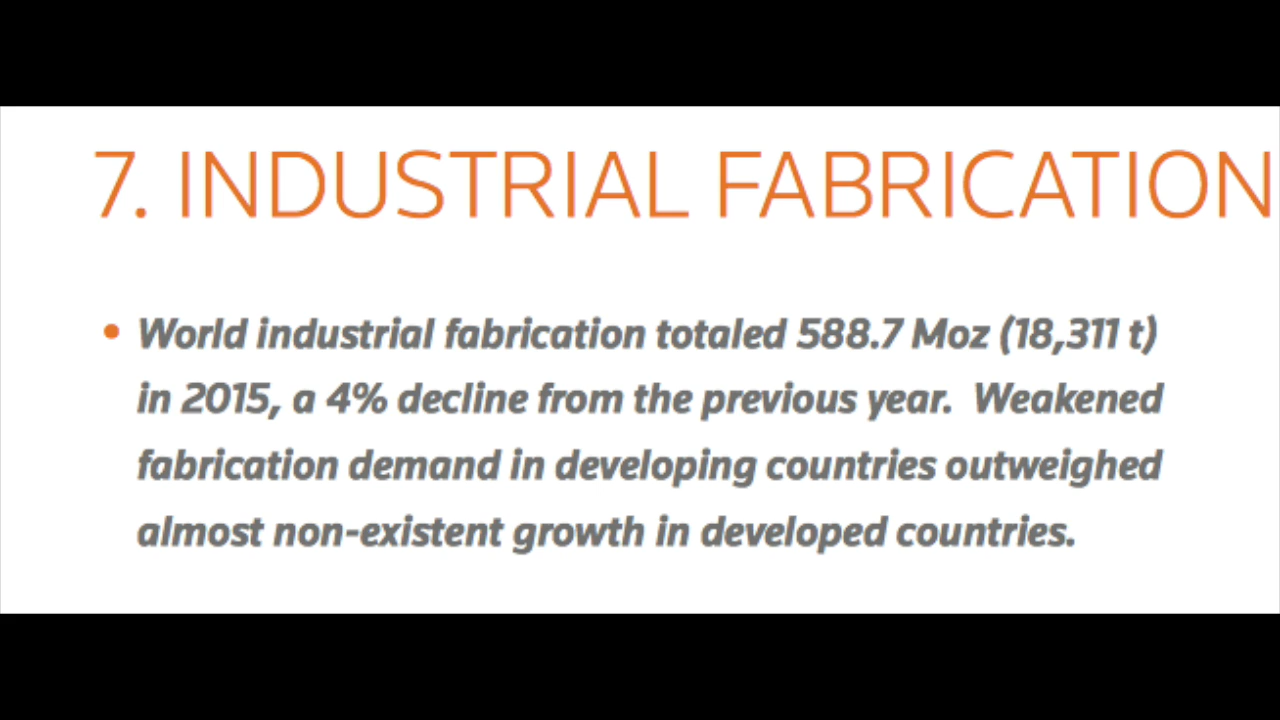 7. INDUSTRIAL FABRICATION
• World industrial fabrication totaled 588.7 Moz (18,311 t)
in 2015, a 4% decline from the previous year.  Weakened
fabrication demand in developing countries outweighed
almost non-existent growth in developed countries.